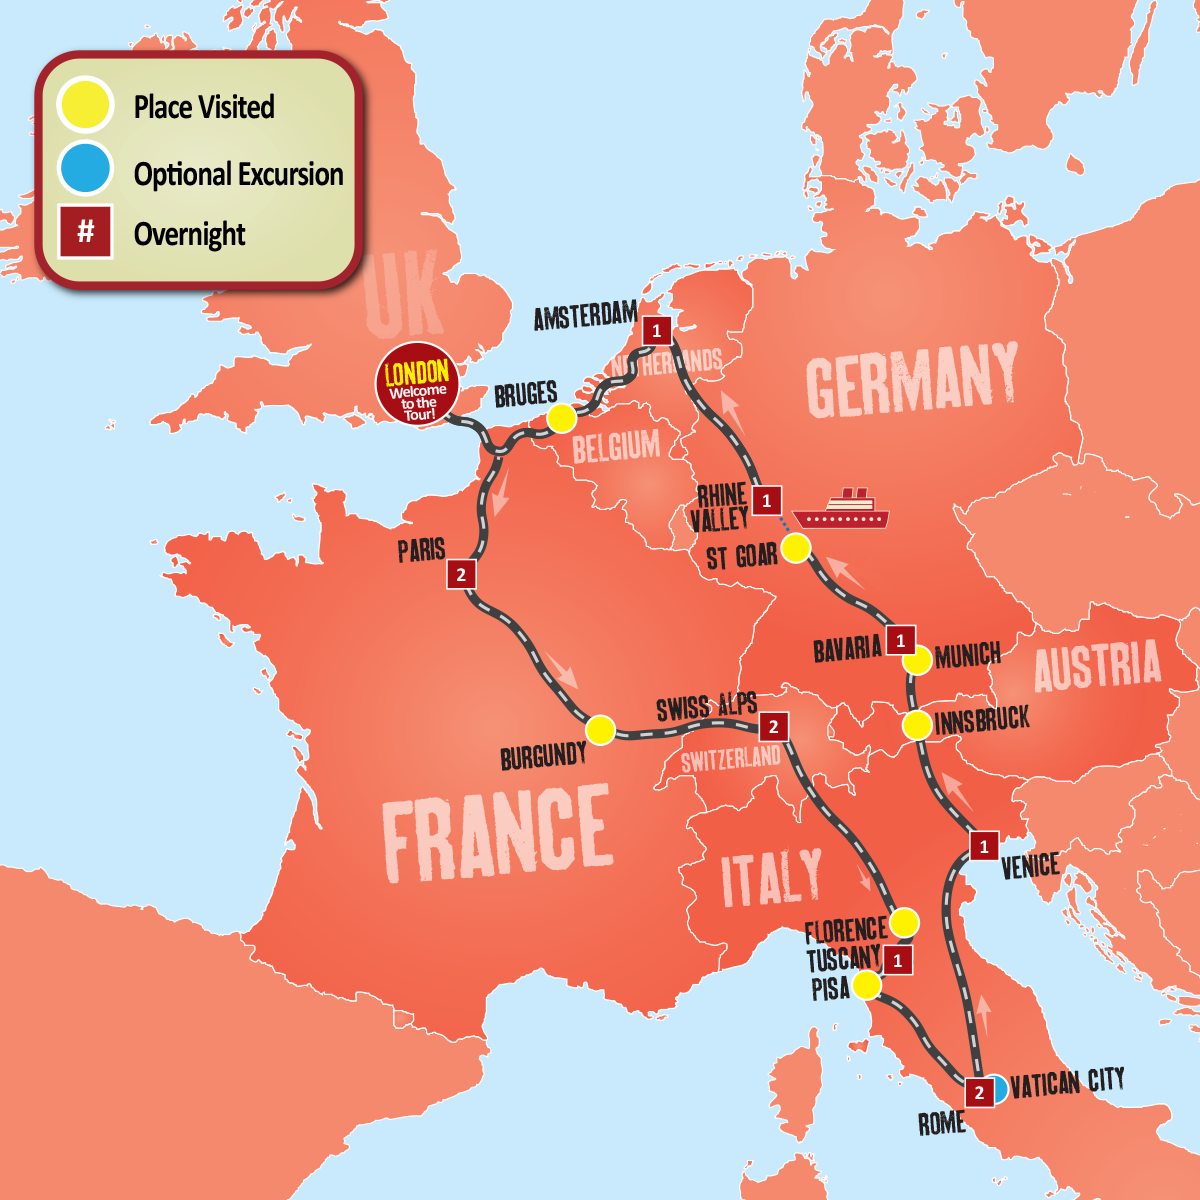 Place Visited
Optional Excursion
# Overnight
UK
AMSTERDAM
1
NETHERLANDS
LONDON
Welcome
to the
Tour!
BRUGES
BELGIUM
GERMANY
RHINE
VALLEY
1
ST GOAR
PARIS
2
BAVARIA
1
MUNICH
AUSTRIA
SWISS ALPS
2
INNSBRUCK
BURGUNDY
SWITZERLAND
FRANCE
ITALY
1
VENICE
FLORENCE
TUSCANY
1
PISA
2
VATICAN CITY
ROME